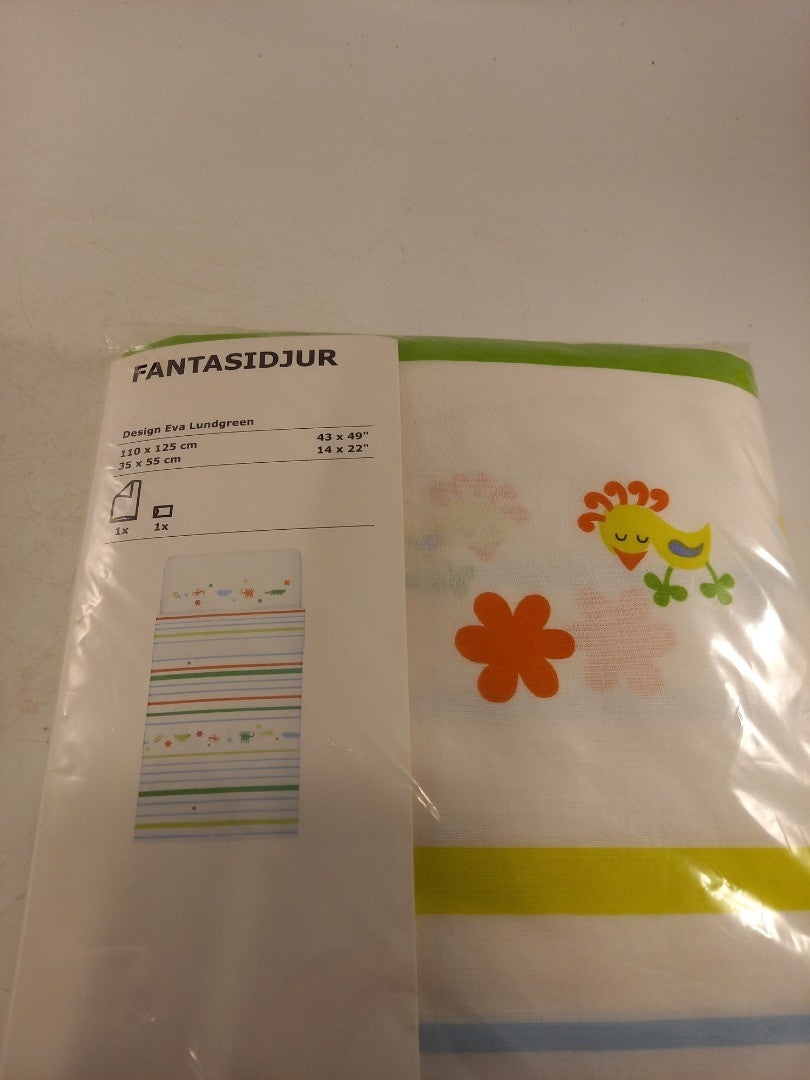 FANTASIDJUR
Design Eva Lundgreen
110 x 125 cm 43 x 49"
35 x 55 cm 14 x 22"
1x 1x